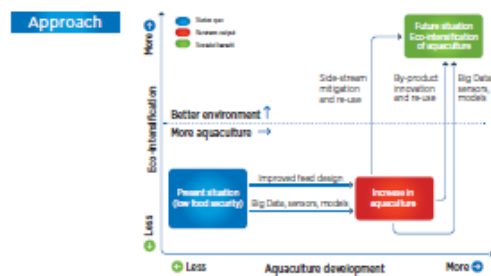 Approach
More
Status quo
Increase output
Future situation
Eco-intensification
of aquaculture
Side-stream
mitigation
and re-use
By-product
innovation
and re-use
Big Data,
sensors,
models
Eco-intensification
Better environment ↑
More aquaculture →
Present situation
(low food security)
Improved feed design
Big Data, sensors, models
Increase in
aquaculture
Less
Less
Aquaculture development
More